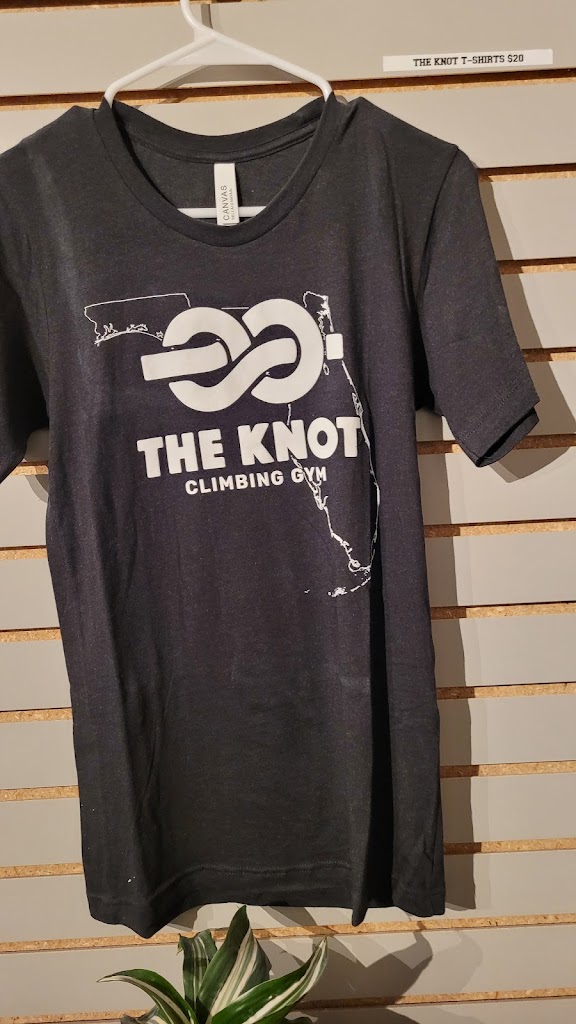 THE KNOT T-SHIRTS $20
CANVAS
THE KNOT
CLIMBING GYM